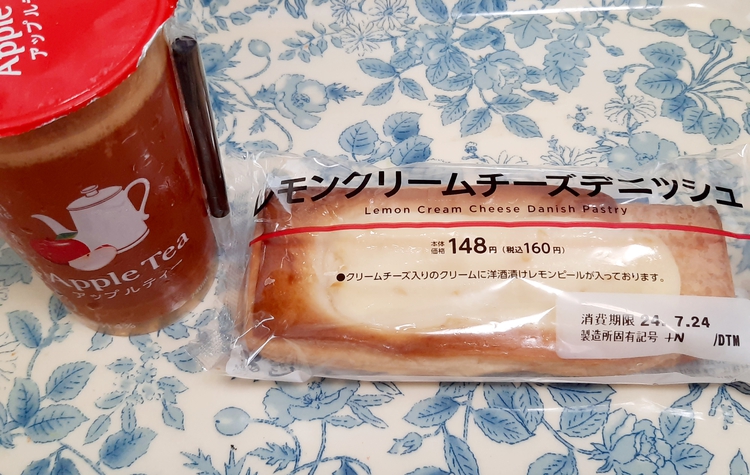 Apple
アップル
Apple Tea
アップルティー
レモンクリームチーズデニッシュ
Lemon Cream Cheese Danish Pastry
本体価格 148円 (税込160円)
●クリームチーズ入りのクリームに洋酒漬けレモンピールが入っております。
消費期限 24. 7.24
製造所固有記号 +N /DTM